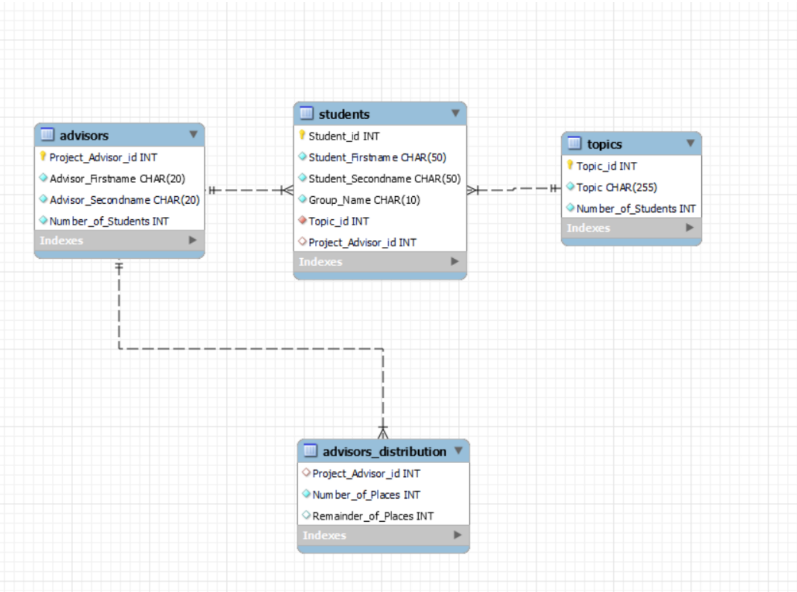 advisors
Project_Advisor_id INT
Advisor_Firstname CHAR(20)
Advisor_Secondname CHAR(20)
Number_of_Students INT
Indexes
students
Student_id INT
Student_Firstname CHAR(50)
Student_Secondname CHAR(50)
Group_Name CHAR(10)
Topic_id INT
Project_Advisor_id INT
Indexes
topics
Topic_id INT
Topic CHAR(255)
Number_of_Students INT
Indexes
advisors_distribution
Project_Advisor_id INT
Number_of_Places INT
Remainder_of_Places INT
Indexes